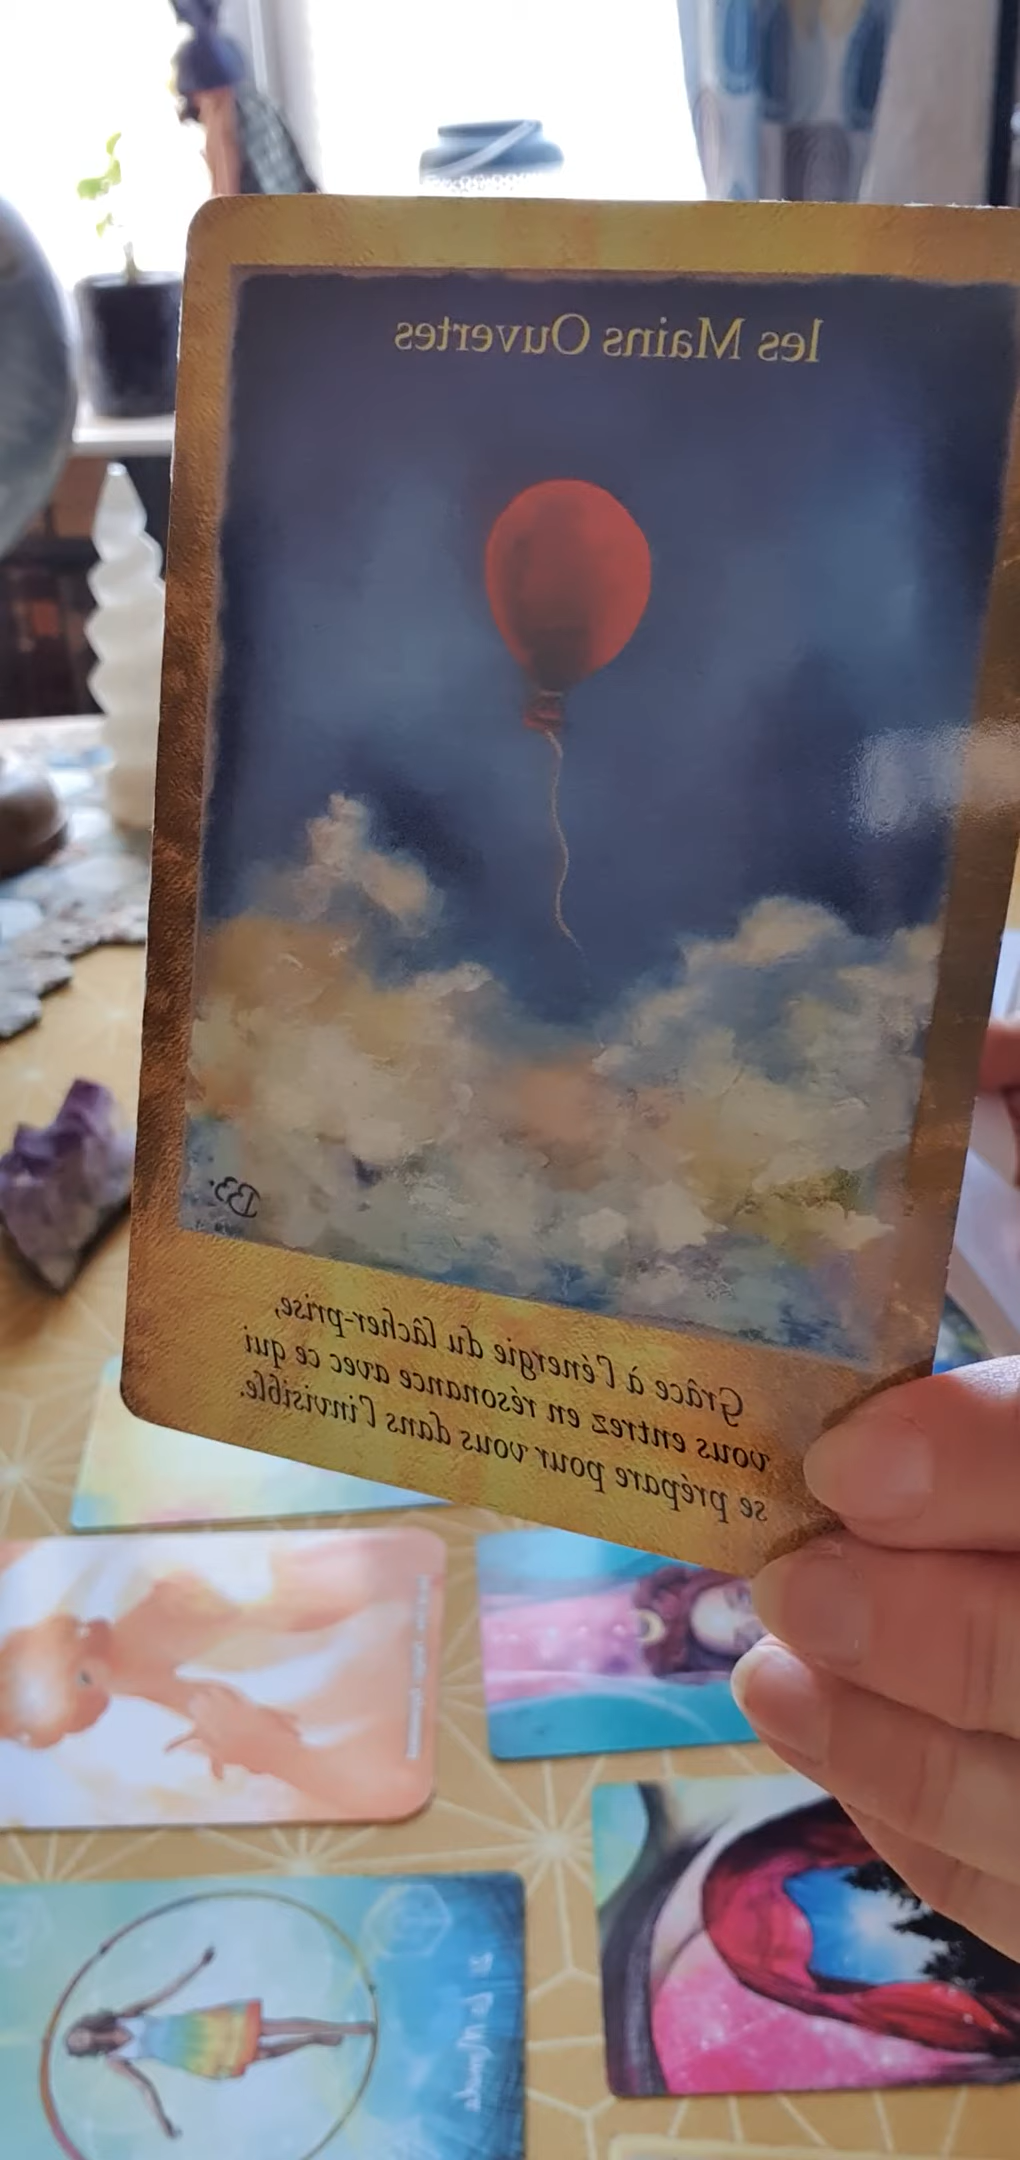 les Mains Ouvertes
Grâce à l'énergie du lâcher-prise,
vous entrez en résonance avec ce qui
se prépare pour vous dans l'invisible.